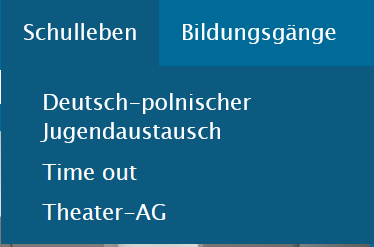 Schulleben Bildungsgänge
Deutsch-polnischer
Jugendaustausch
Time out
Theater-AG